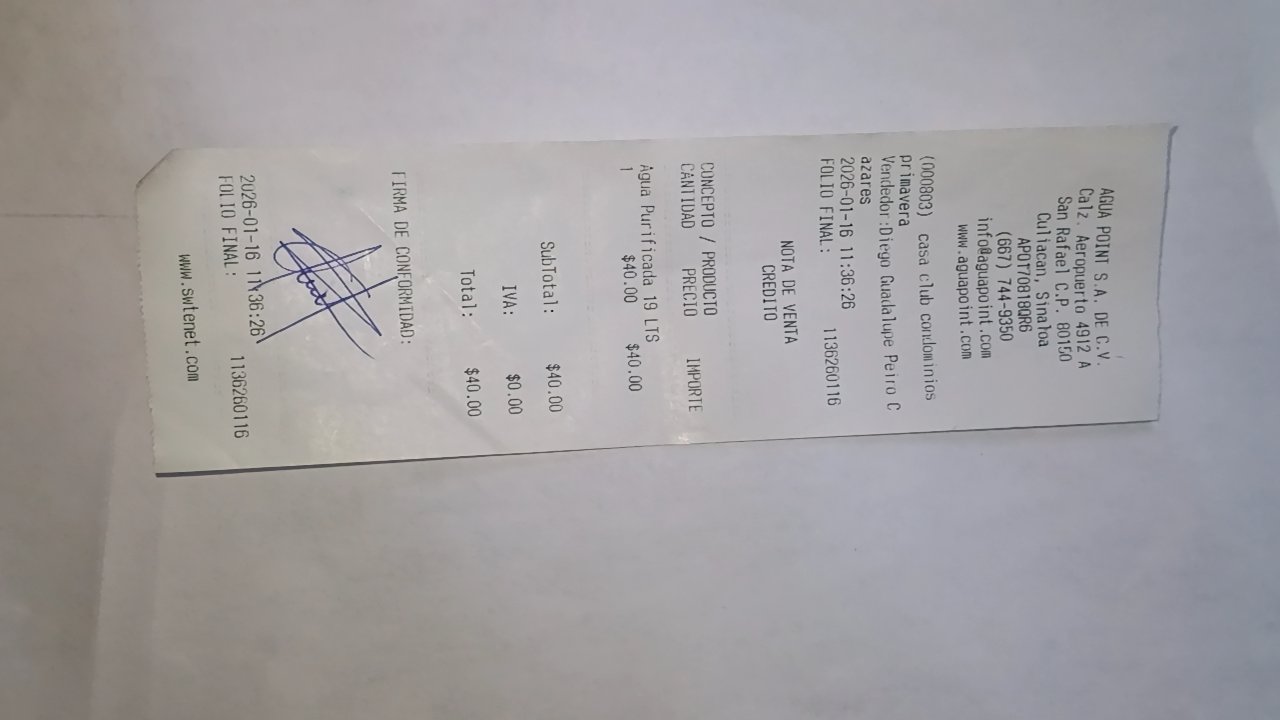 AGUA POINT S.A. DE C.V.
Calz. Aeropuerto 4912 A
San Rafael C.P. 80150
Culiacan, Sinaloa
APOT70818QR6
(667) 744-9350
info@aguapoint.com
www.aguapoint.com
(000803) casa club condominios
primavera
Vendedor:Diego Guadalupe Peiro C
azares
2026-01-16 11:36:26
FOLIO FINAL: 1136260116
NOTA DE VENTA
CREDITO
CONCEPTO / PRODUCTO
CANTIDAD PRECIO IMPORTE
Agua Purificada 19 LTS
1 $40.00 $40.00
SubTotal: $40.00
IVA: $0.00
Total: $40.00
FIRMA DE CONFORMIDAD:
2026-01-16 11:36:26
FOLIO FINAL: 1136260116
www.swtenet.com